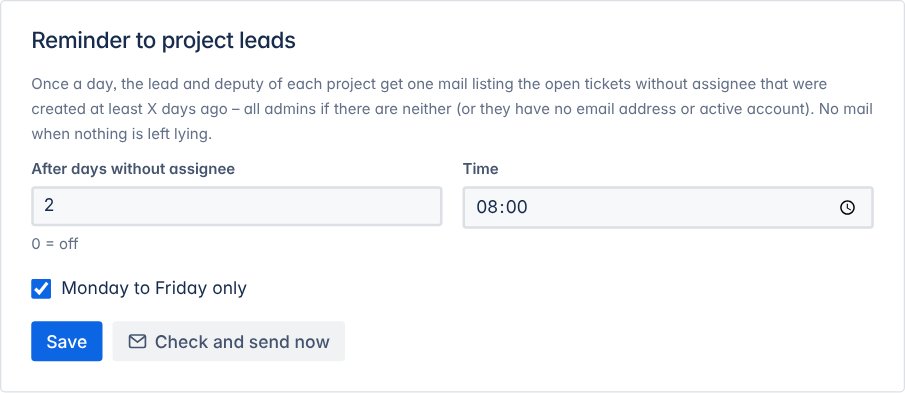 Reminder to project leads
Once a day, the lead and deputy of each project get one mail listing the open tickets without assignee that were
created at least X days ago – all admins if there are neither (or they have no email address or active account). No mail
when nothing is left lying.
After days without assignee
Time
2
08:00
0 = off
Monday to Friday only
Save
Check and send now